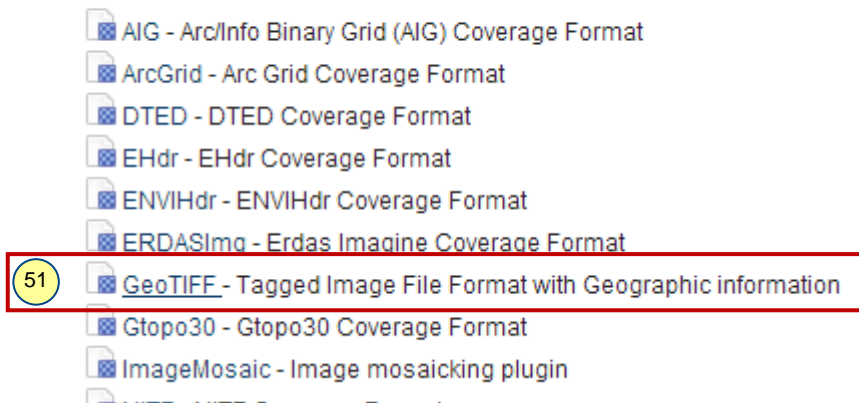 AIG - Arc/Info Binary Grid (AIG) Coverage Format
ArcGrid - Arc Grid Coverage Format
DTED - DTED Coverage Format
EHdr - EHdr Coverage Format
ENVIHdr - ENVIHdr Coverage Format
ERDASImg - Erdas Imagine Coverage Format
51 GeoTIFF - Tagged Image File Format with Geographic information
Gtopo30 - Gtopo30 Coverage Format
ImageMosaic - Image mosaicking plugin